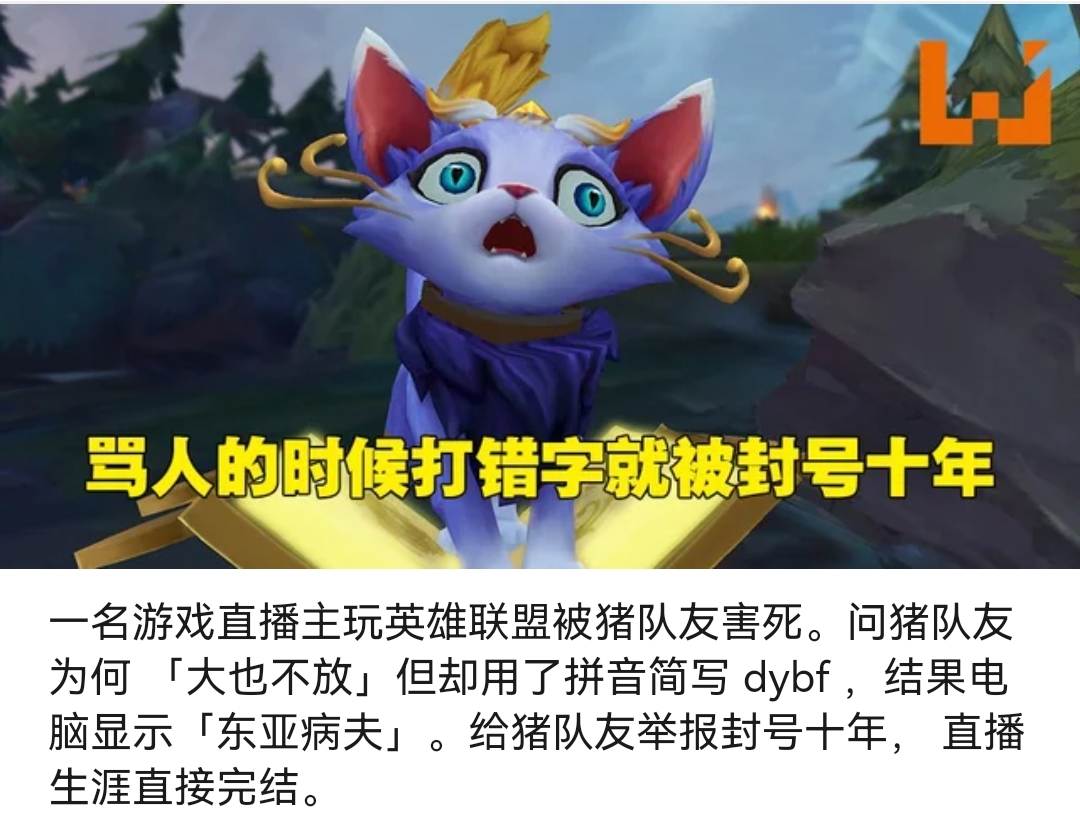 骂人的时候打错字就被封号十年
一名游戏直播主玩英雄联盟被猪队友害死。问猪队友
为何 「大也不放」但却用了拼音简写 dybf ，结果电
脑显示「东亚病夫」。给猪队友举报封号十年， 直播
生涯直接完结。